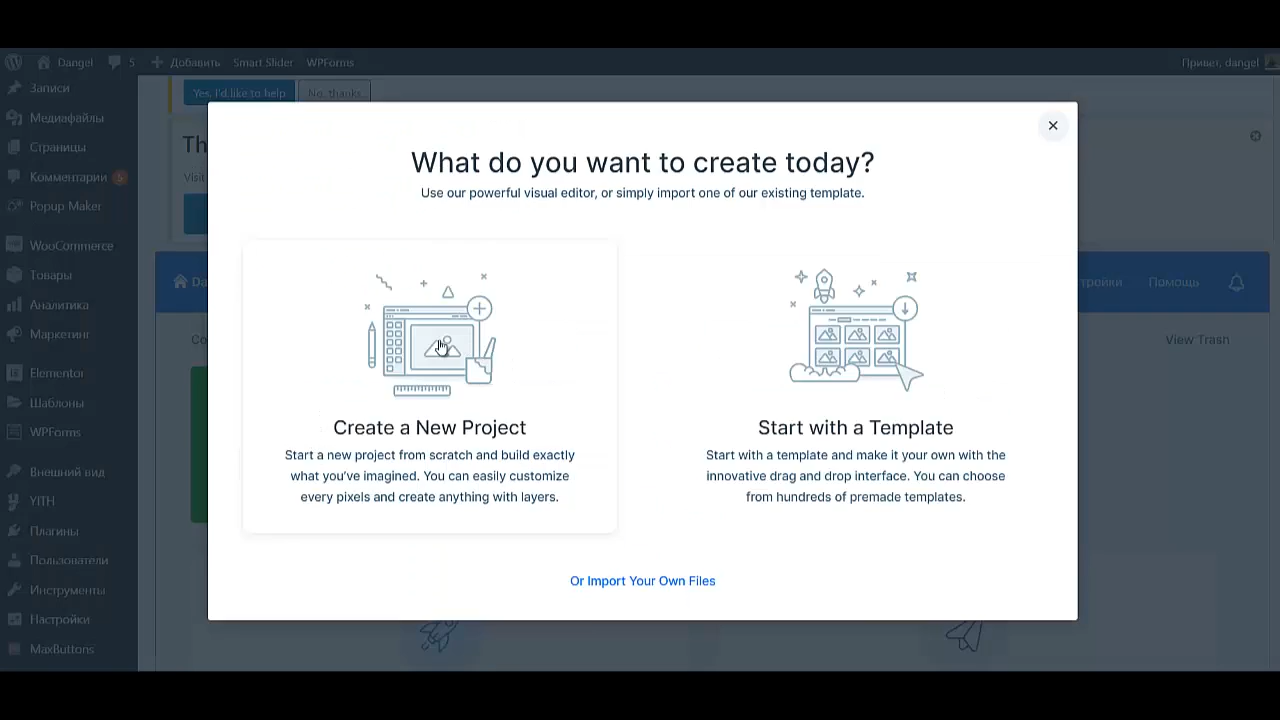 Dangel
5
Добавить
Smart Slider
WPForms
Привет, dangel
Записи
Медиафайлы
Страницы
Комментарии 5
Popup Maker
WooCommerce
Товары
Аналитика
Маркетинг
Elementor
Шаблоны
WPForms
Внешний вид
YITH
Плагины
Пользователи
Инструменты
Настройки
MaxButtons
Yes, I'd like to help
No, thanks.
Th
Visit
Da
тройки
Помощь
Co
View Trash
What do you want to create today?
Use our powerful visual editor, or simply import one of our existing template.
Create a New Project
Start a new project from scratch and build exactly
what you've imagined. You can easily customize
every pixels and create anything with layers.
Start with a Template
Start with a template and make it your own with the
innovative drag and drop interface. You can choose
from hundreds of premade templates.
Or Import Your Own Files